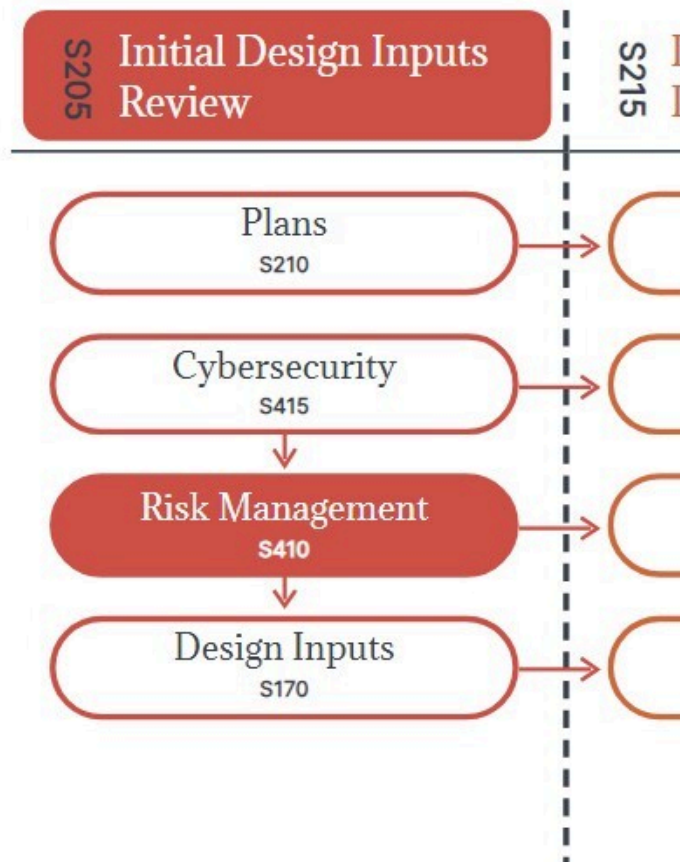 S205
Initial Design Inputs
Review
S215
Plans
S210
Cybersecurity
S415
Risk Management
S410
Design Inputs
S170